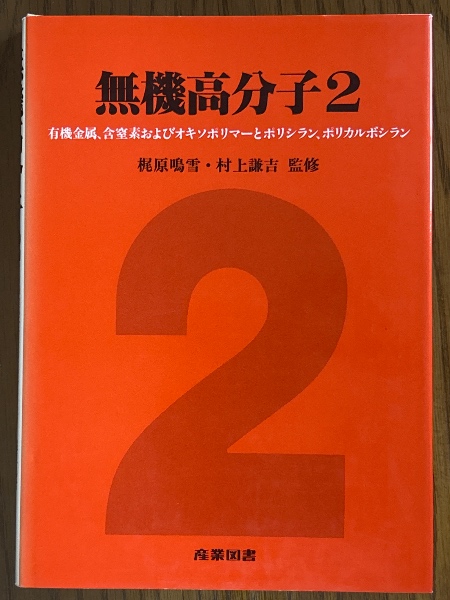 無機高分子2
有機金属、含窒素およびオキソポリマーとポリシラン、ポリカルボシラン
梶原鳴雪・村上謙吉 監修
2
産業図書